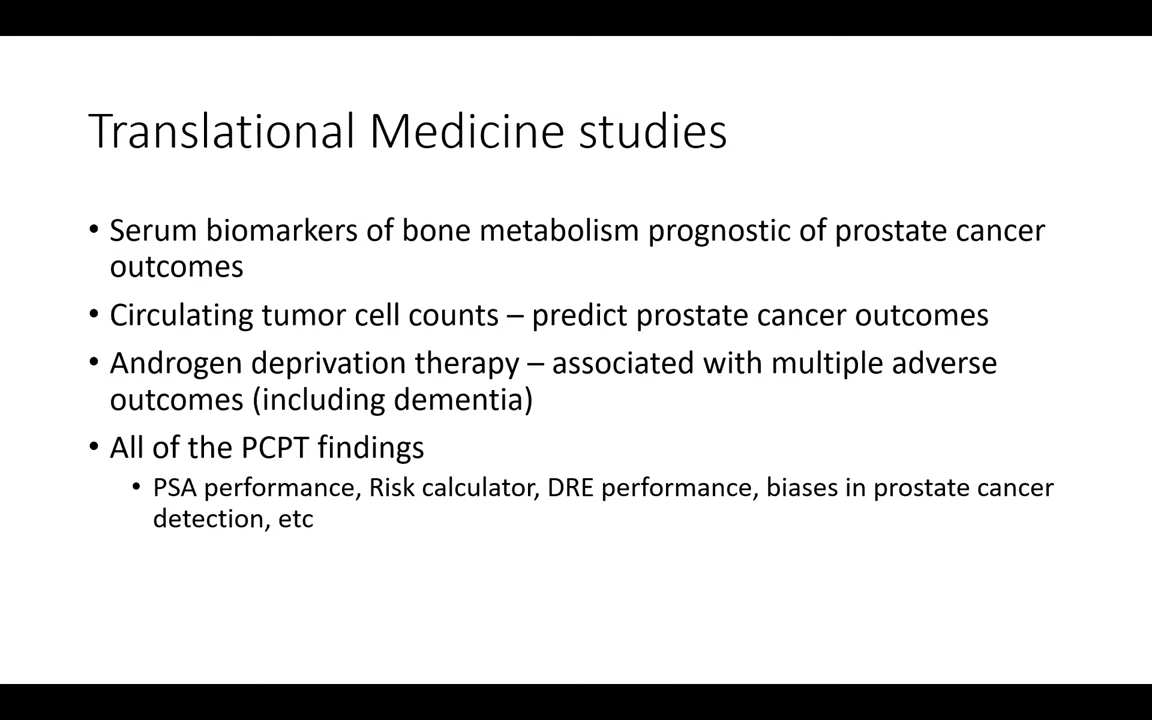 Translational Medicine studies
• Serum biomarkers of bone metabolism prognostic of prostate cancer
outcomes
• Circulating tumor cell counts – predict prostate cancer outcomes
• Androgen deprivation therapy – associated with multiple adverse
outcomes (including dementia)
• All of the PCPT findings
• PSA performance, Risk calculator, DRE performance, biases in prostate cancer
detection, etc